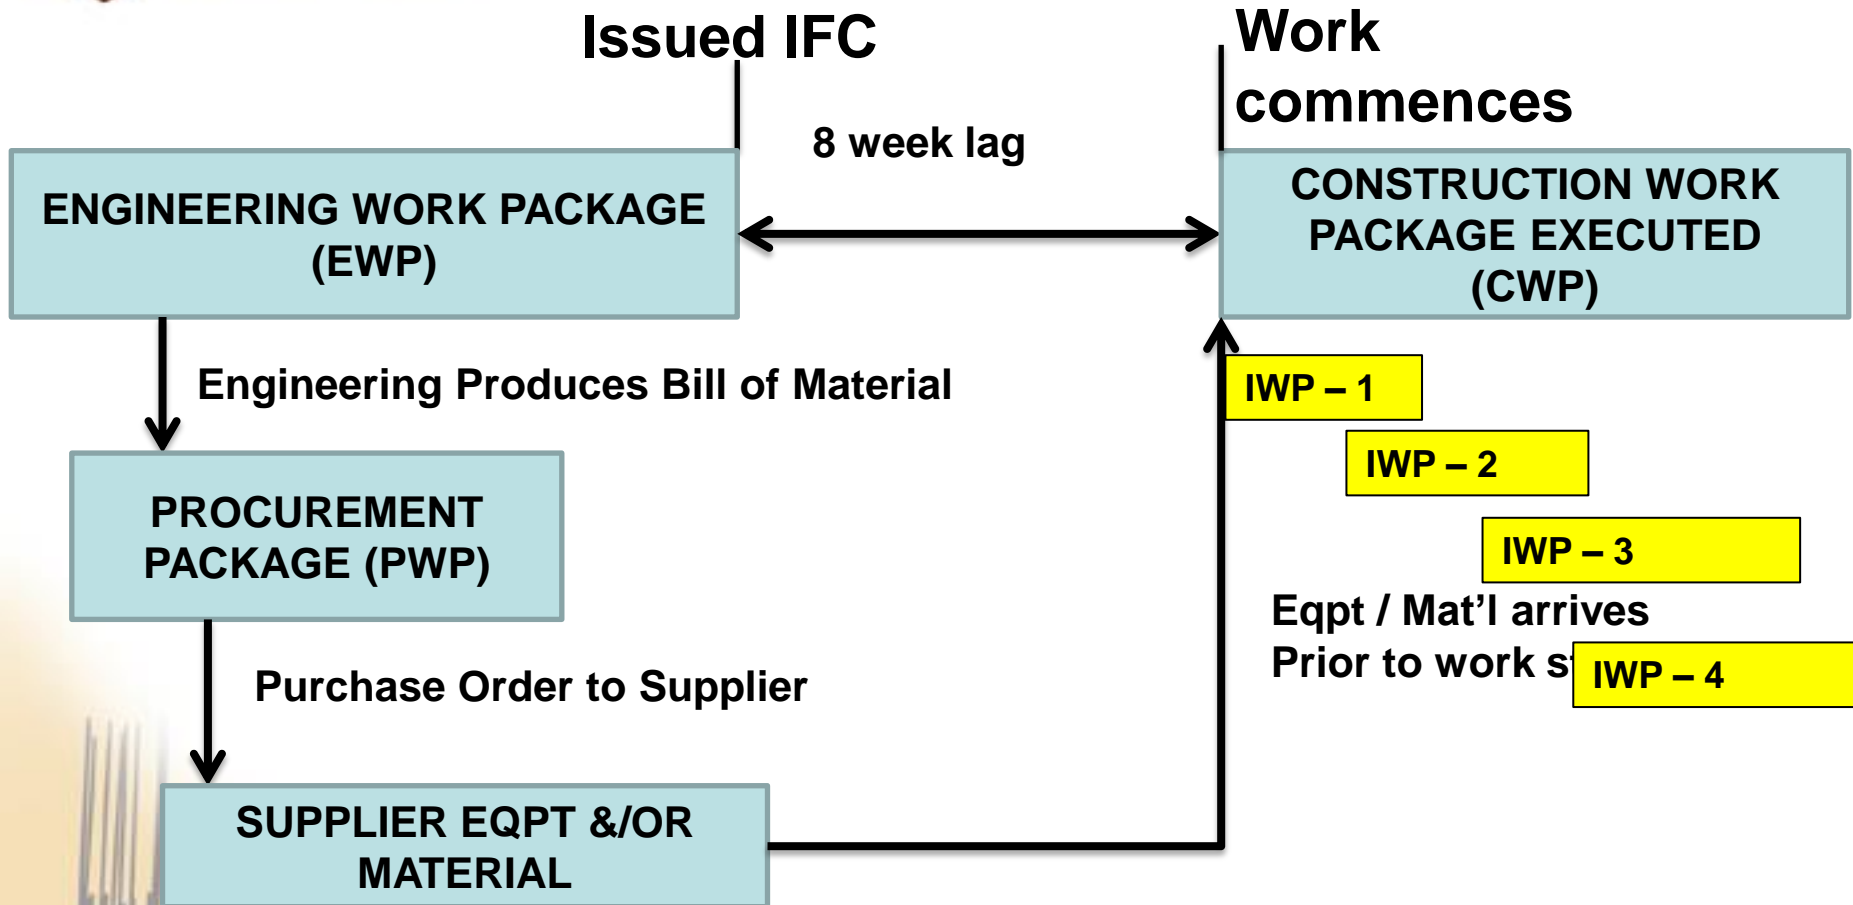 Issued IFC
Work
commences
8 week lag
ENGINEERING WORK PACKAGE
(EWP)
CONSTRUCTION WORK
PACKAGE EXECUTED
(CWP)
Engineering Produces Bill of Material
IWP – 1
IWP – 2
PROCUREMENT
PACKAGE (PWP)
IWP – 3
Eqpt / Mat’l arrives
Prior to work
IWP – 4
Purchase Order to Supplier
SUPPLIER EQPT &/OR
MATERIAL